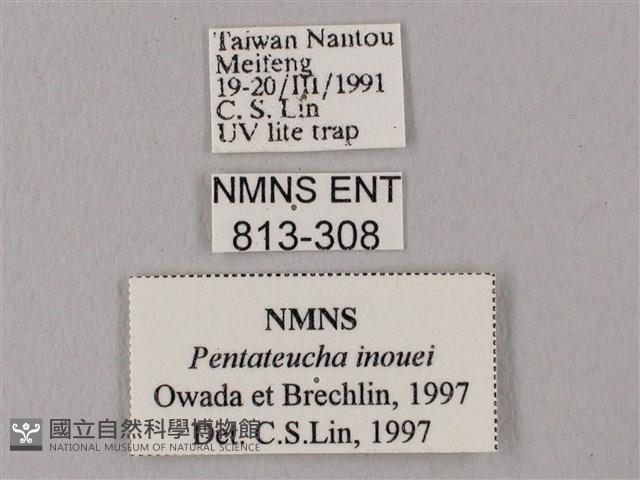 Taiwan Nantou
Meifeng
19-20/III/1991
C. S. Lin
UV lite trap
NMNS ENT
813-308
NMNS
Pentateucha inouei
Owada et Brechlin, 1997
Det. C.S.Lin, 1997
國立自然科學博物館
NATIONAL MUSEUM OF NATURAL SCIENCE